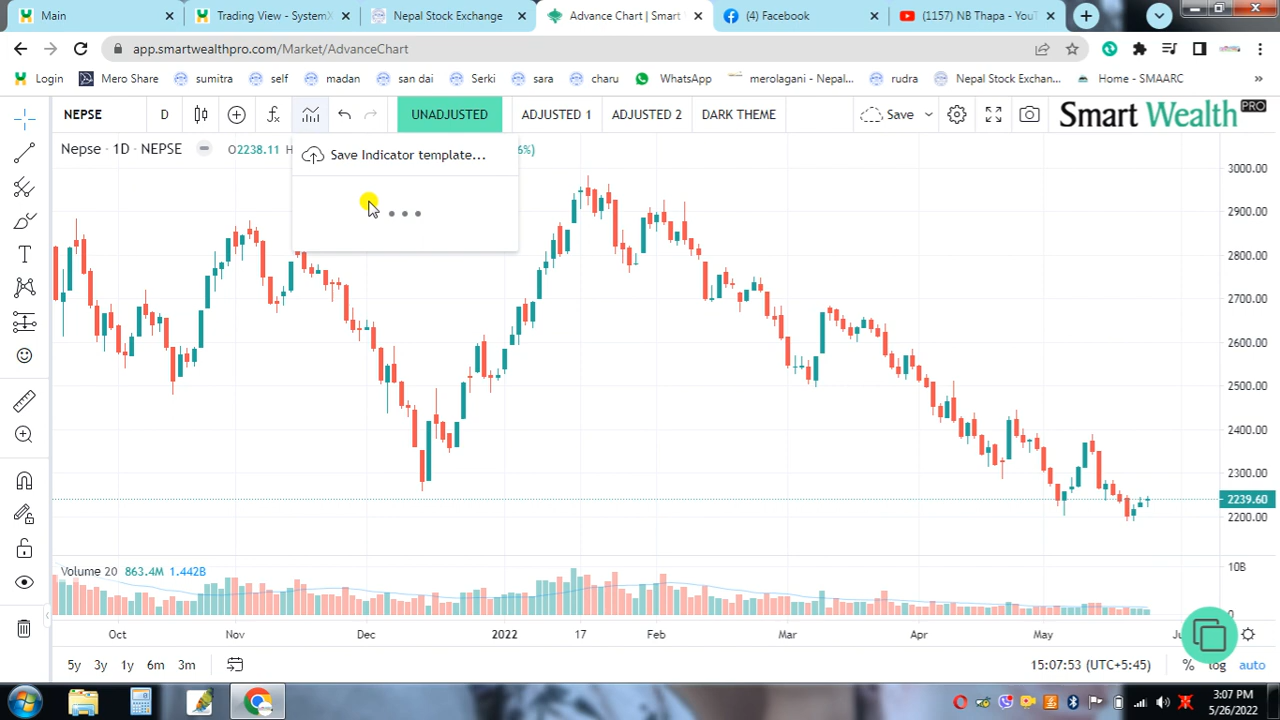 Main
Trading View - SystemX
Nepal Stock Exchange
Advance Chart | Smart
Facebook
(1157) NB Thapa - YouT
app.smartwealthpro.com/Market/AdvanceChart
Login
Mero Share
sumitra
self
madan
san dai
Serki
sara
charu
WhatsApp
merolagani - Nepal...
rudra
Nepal Stock Exchan...
Home - SMAARC
»
NEPSE
D
UNADJUSTED
ADJUSTED 1
ADJUSTED 2
DARK THEME
Save
Smart Wealth PRO
Nepse · 1D · NEPSE
O2238.11 H
6%)
Save Indicator template...
3000.00
2900.00
2800.00
2700.00
2600.00
2500.00
2400.00
2300.00
2239.60
2200.00
Volume 20 863.4M 1.442B
10B
0
Oct
Nov
Dec
2022
17
Feb
Mar
Apr
May
5y
3y
1y
6m
3m
15:07:53 (UTC+5:45)
%
log
auto
3:07 PM
5/26/2022